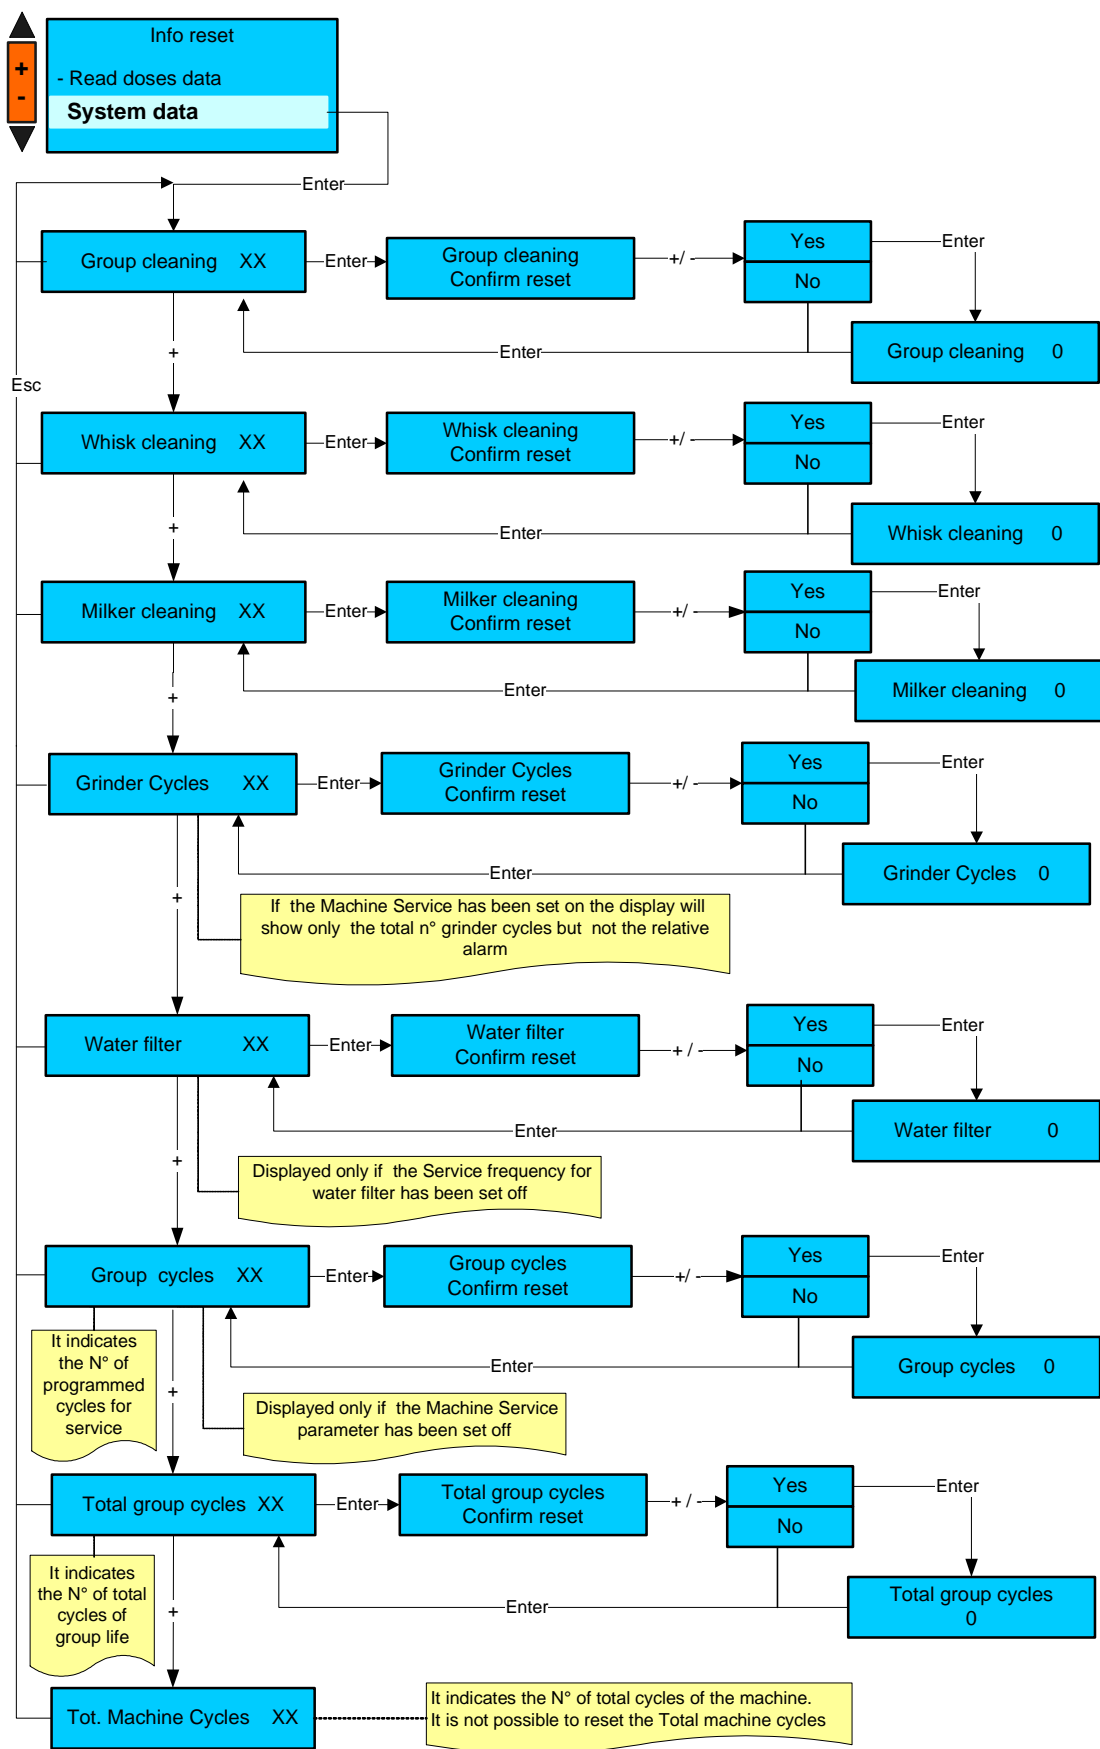 Info reset
+
-
- Read doses data
System data
Enter
Group cleaning XX
Enter
Group cleaning
Confirm reset
+/ -
Yes
No
Enter
Group cleaning 0
Enter
+
Esc
Whisk cleaning XX
Enter
Whisk cleaning
Confirm reset
+/ -
Yes
No
Enter
Whisk cleaning 0
Enter
+
Milker cleaning XX
Enter
Milker cleaning
Confirm reset
+/ -
Yes
No
Enter
Milker cleaning 0
Enter
+
Grinder Cycles XX
Enter
Grinder Cycles
Confirm reset
+/ -
Yes
No
Enter
Grinder Cycles 0
Enter
+
If the Machine Service has been set on the display will
show only the total n° grinder cycles but not the relative
alarm
Water filter XX
Enter
Water filter
Confirm reset
+ / -
Yes
No
Enter
Water filter 0
Enter
+
Displayed only if the Service frequency for
water filter has been set off
Group cycles XX
Enter
Group cycles
Confirm reset
+/ -
Yes
No
Enter
Group cycles 0
Enter
It indicates
the N° of
programmed
cycles for
service
+
Displayed only if the Machine Service
parameter has been set off
Total group cycles XX
Enter
Total group cycles
Confirm reset
+ / -
Yes
No
Enter
Total group cycles
0
Enter
It indicates
the N° of total
cycles of
group life
+
Tot. Machine Cycles XX
It indicates the N° of total cycles of the machine.
It is not possible to reset the Total machine cycles